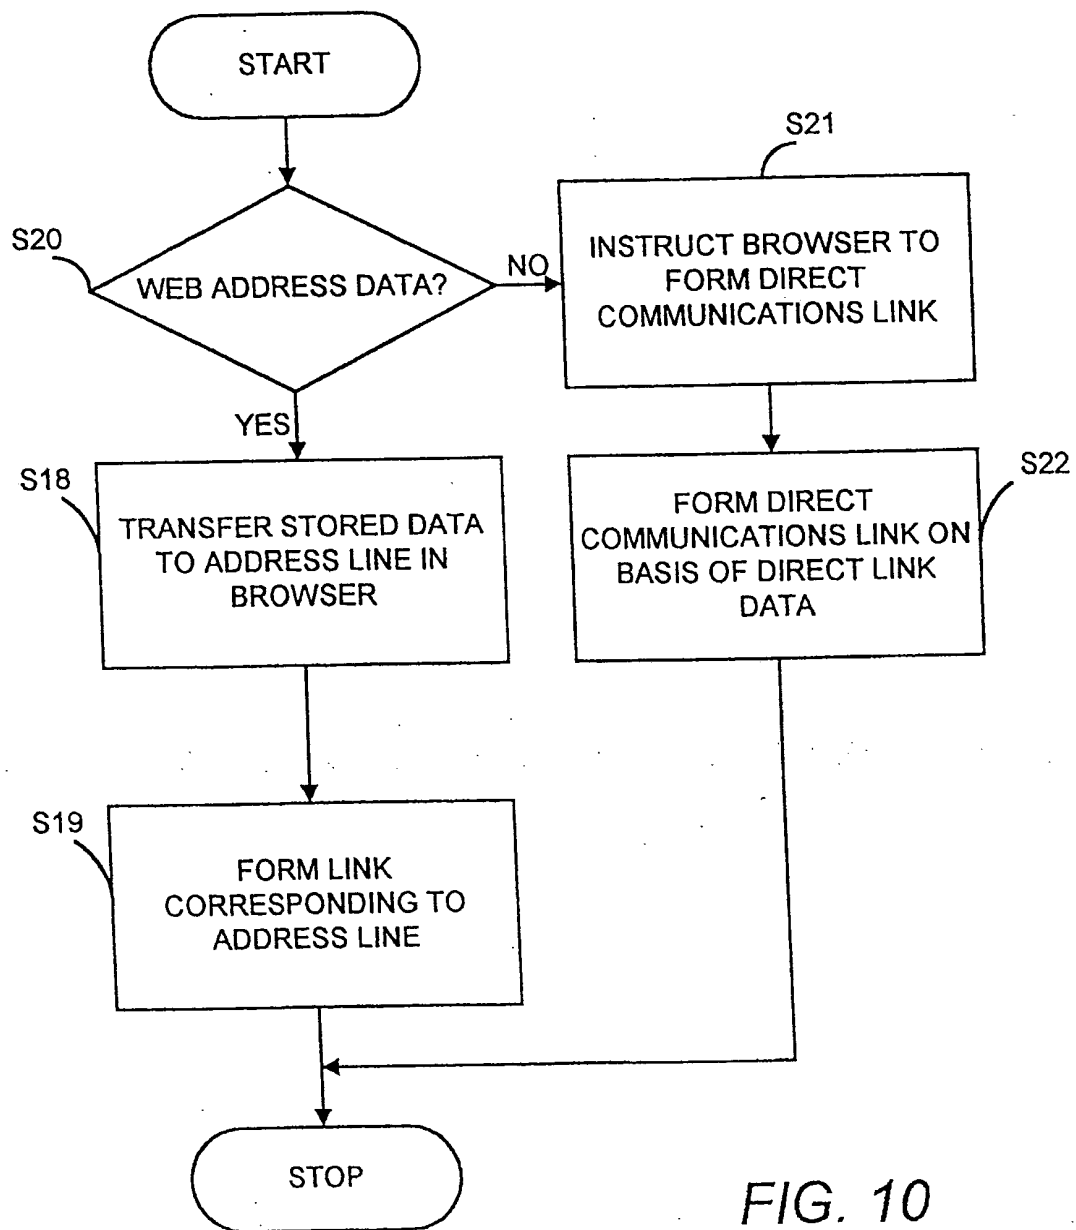 START
S21
S20
WEB ADDRESS DATA?
NO
INSTRUCT BROWSER TO
FORM DIRECT
COMMUNICATIONS LINK
YES
S18
TRANSFER STORED DATA
TO ADDRESS LINE IN
BROWSER
S22
FORM DIRECT
COMMUNICATIONS LINK ON
BASIS OF DIRECT LINK
DATA
S19
FORM LINK
CORRESPONDING TO
ADDRESS LINE
STOP
FIG. 10